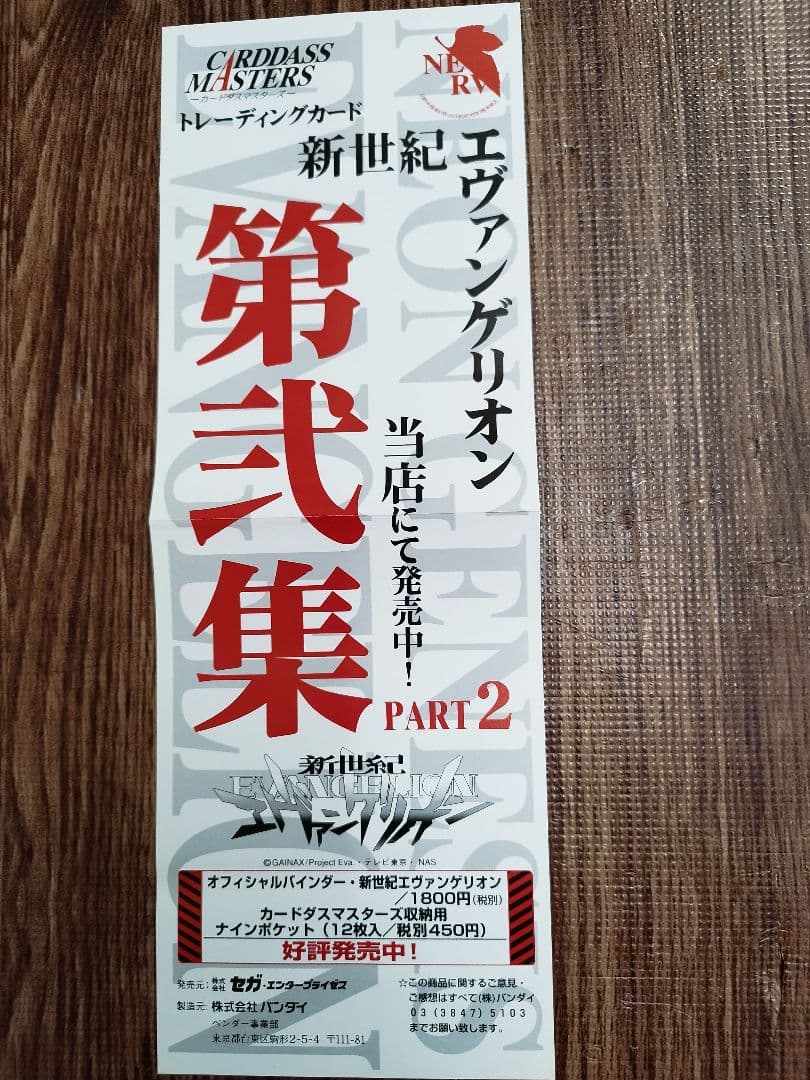 CARDDASS
MASTERS
—カードダスマスターズ—
NERV
トレーディングカード
新世紀エヴァンゲリオン
第弐集
当店にて発売中!
PART 2
NEON GENESIS
EVANGELION
新世紀
EVANGELION
エヴァンゲリオン
©GAINAX/Project Eva.・テレビ東京・NAS
オフィシャルバインダー・新世紀エヴァンゲリオン
/1800円(税別)
カードダスマスターズ収納用
ナインポケット(12枚入/税別450円)
好評発売中!
発売元:株式会社 セガ・エンタープライゼス
製造元:株式会社バンダイ
ベンダー事業部
東京都台東区駒形2-5-4 〒111-81
☆この商品に関するご意見・
ご感想はすべて(株)バンダイ
03(3847)5103
までお願い致します。